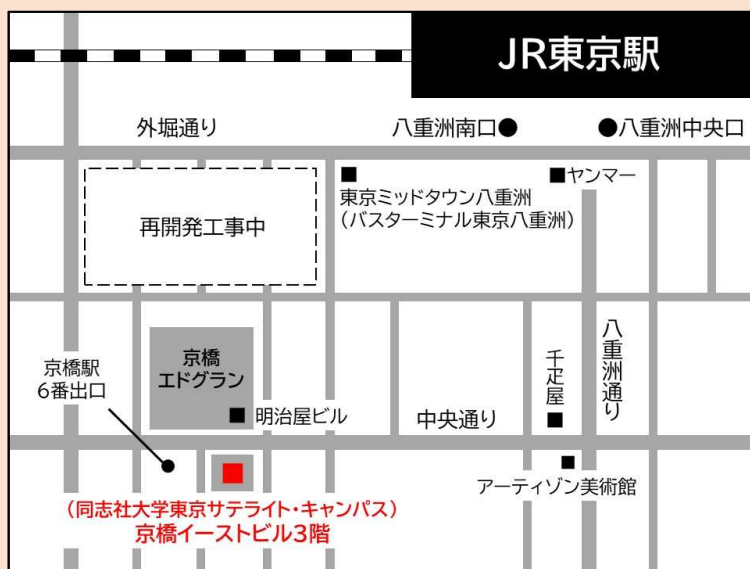 JR東京駅
外堀通り
八重洲南口●
●八重洲中央口
■ヤンマー
東京ミッドタウン八重洲
（バスターミナル東京八重洲）
再開発工事中
京橋
エドグラン
京橋駅
6番出口
■明治屋ビル
中央通り
千疋屋
八重洲通り
アーティゾン美術館
（同志社大学東京サテライト・キャンパス）
京橋イーストビル3階